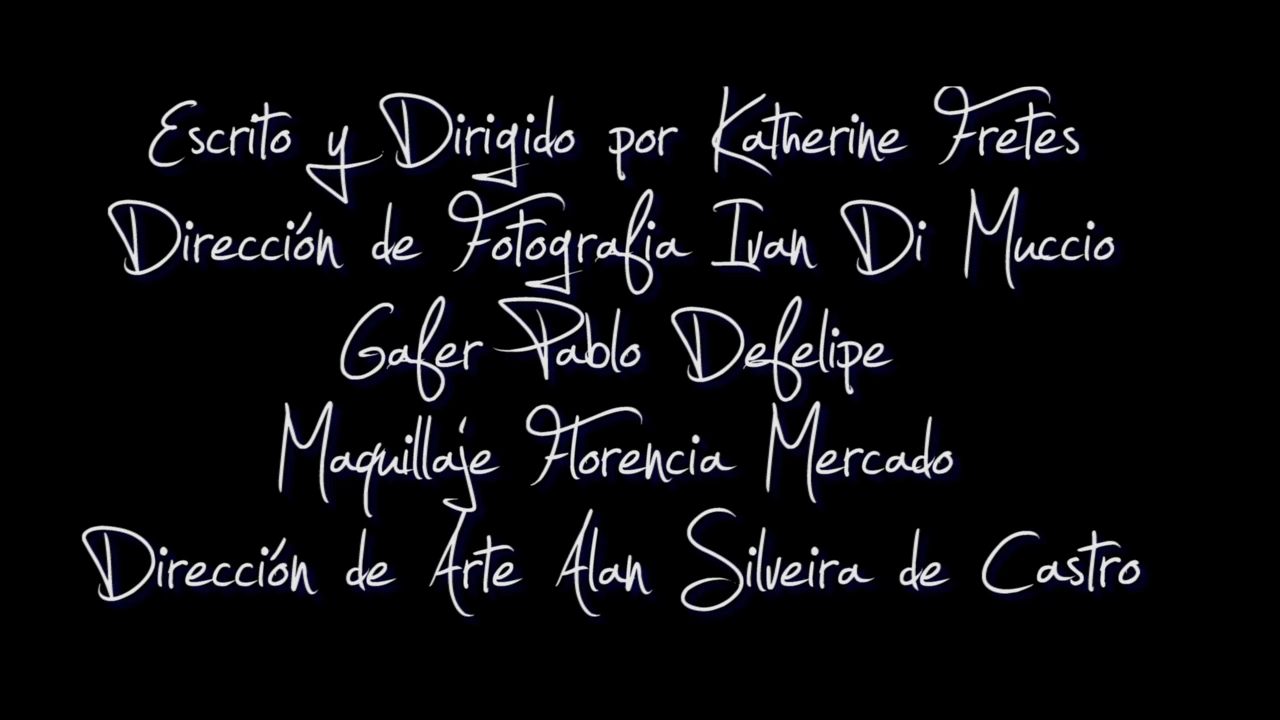 Escrito y Dirigido por Katherine Fretes
Dirección de Fotografia Ivan Di Muccio
Gafer Pablo Defelipe
Maquillaje Florencia Mercado
Dirección de Arte Alan Silveira de Castro